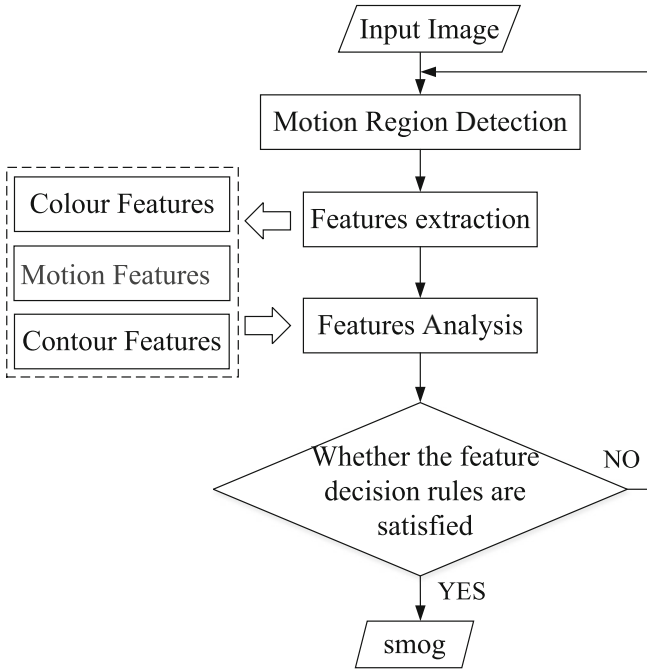 Input Image
Motion Region Detection
Colour Features
Features extraction
Motion Features
Contour Features
Features Analysis
Whether the feature
decision rules are
satisfied
NO
YES
smog